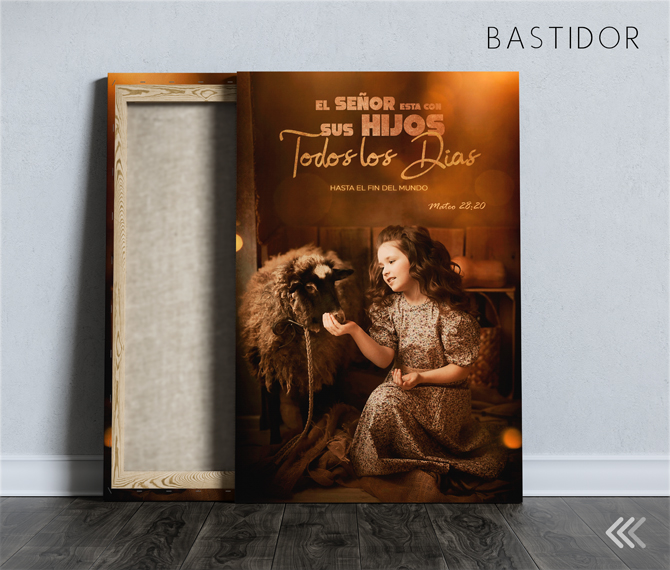 BASTIDOR
EL SEÑOR ESTA CON
SUS HIJOS
Todos los Dias
HASTA EL FIN DEL MUNDO
Mateo 28:20